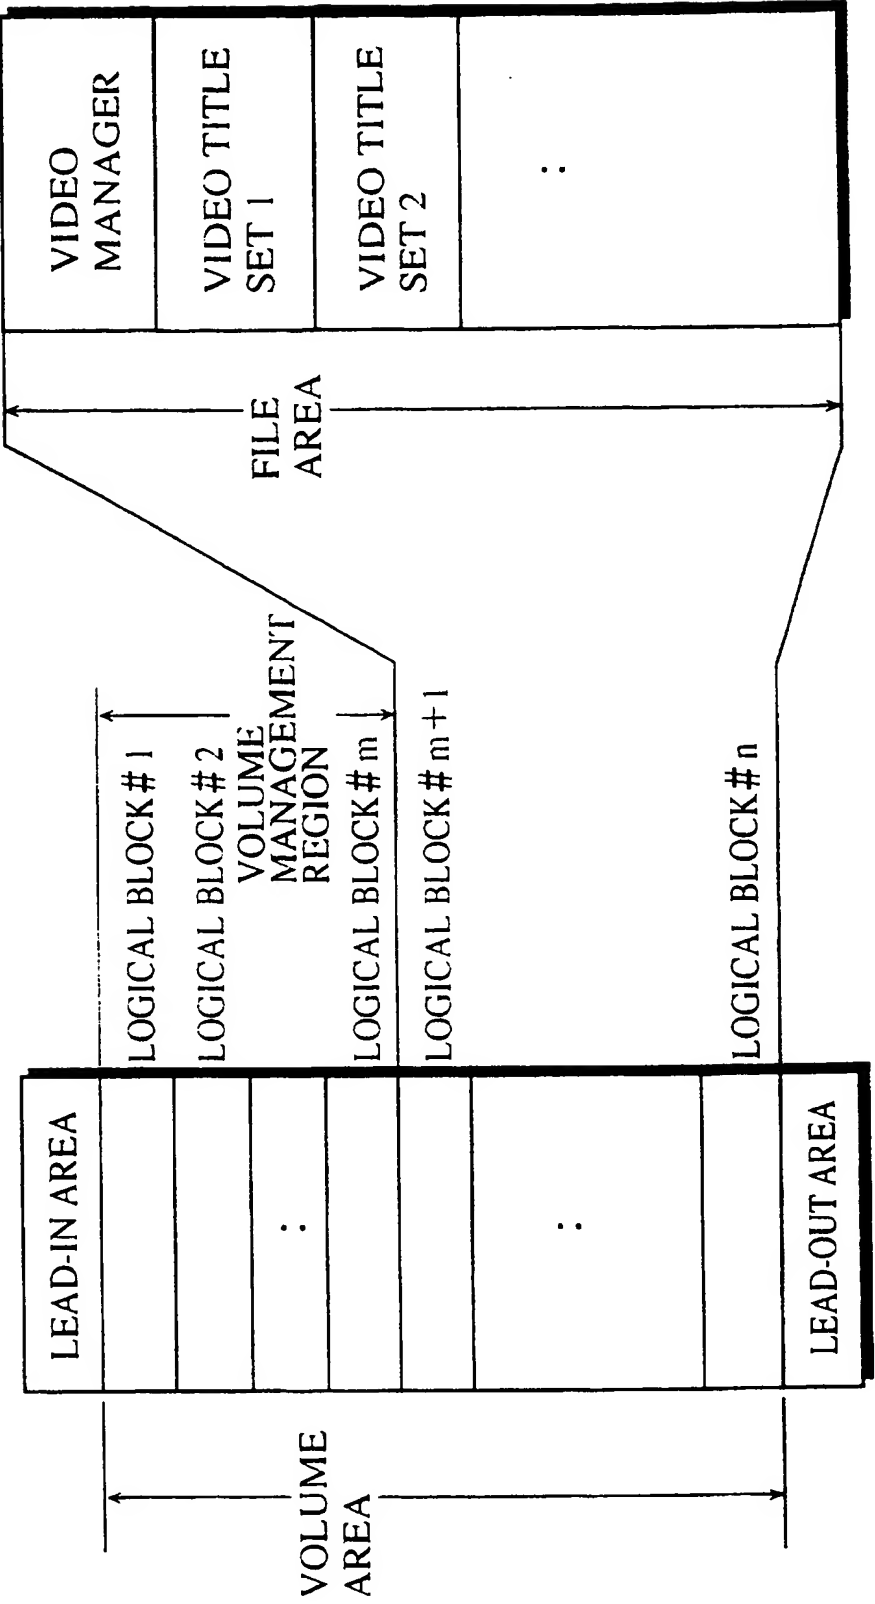 VOLUME
AREA
LEAD-IN AREA
:
:
LEAD-OUT AREA
LOGICAL BLOCK#1
LOGICAL BLOCK#2
VOLUME
MANAGEMENT
REGION
LOGICAL BLOCK#m
LOGICAL BLOCK#m+1
LOGICAL BLOCK#n
FILE
AREA
VIDEO
MANAGER
VIDEO TITLE
SET 1
VIDEO TITLE
SET 2
: